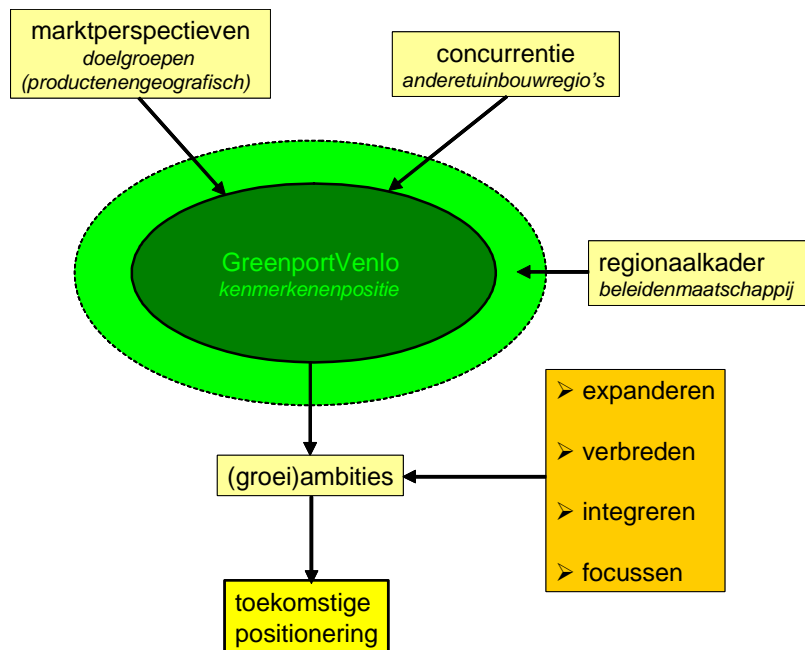 marktperspectieven
doelgroepen
(productenengeografisch)
concurrentie
anderetuinbouwregio's
GreenportVenlo
kenmerkenenpositie
regionaalkader
beleidenmaatschappij
(groei)ambities
➢ expanderen
➢ verbreden
➢ integreren
➢ focussen
toekomstige
positionering